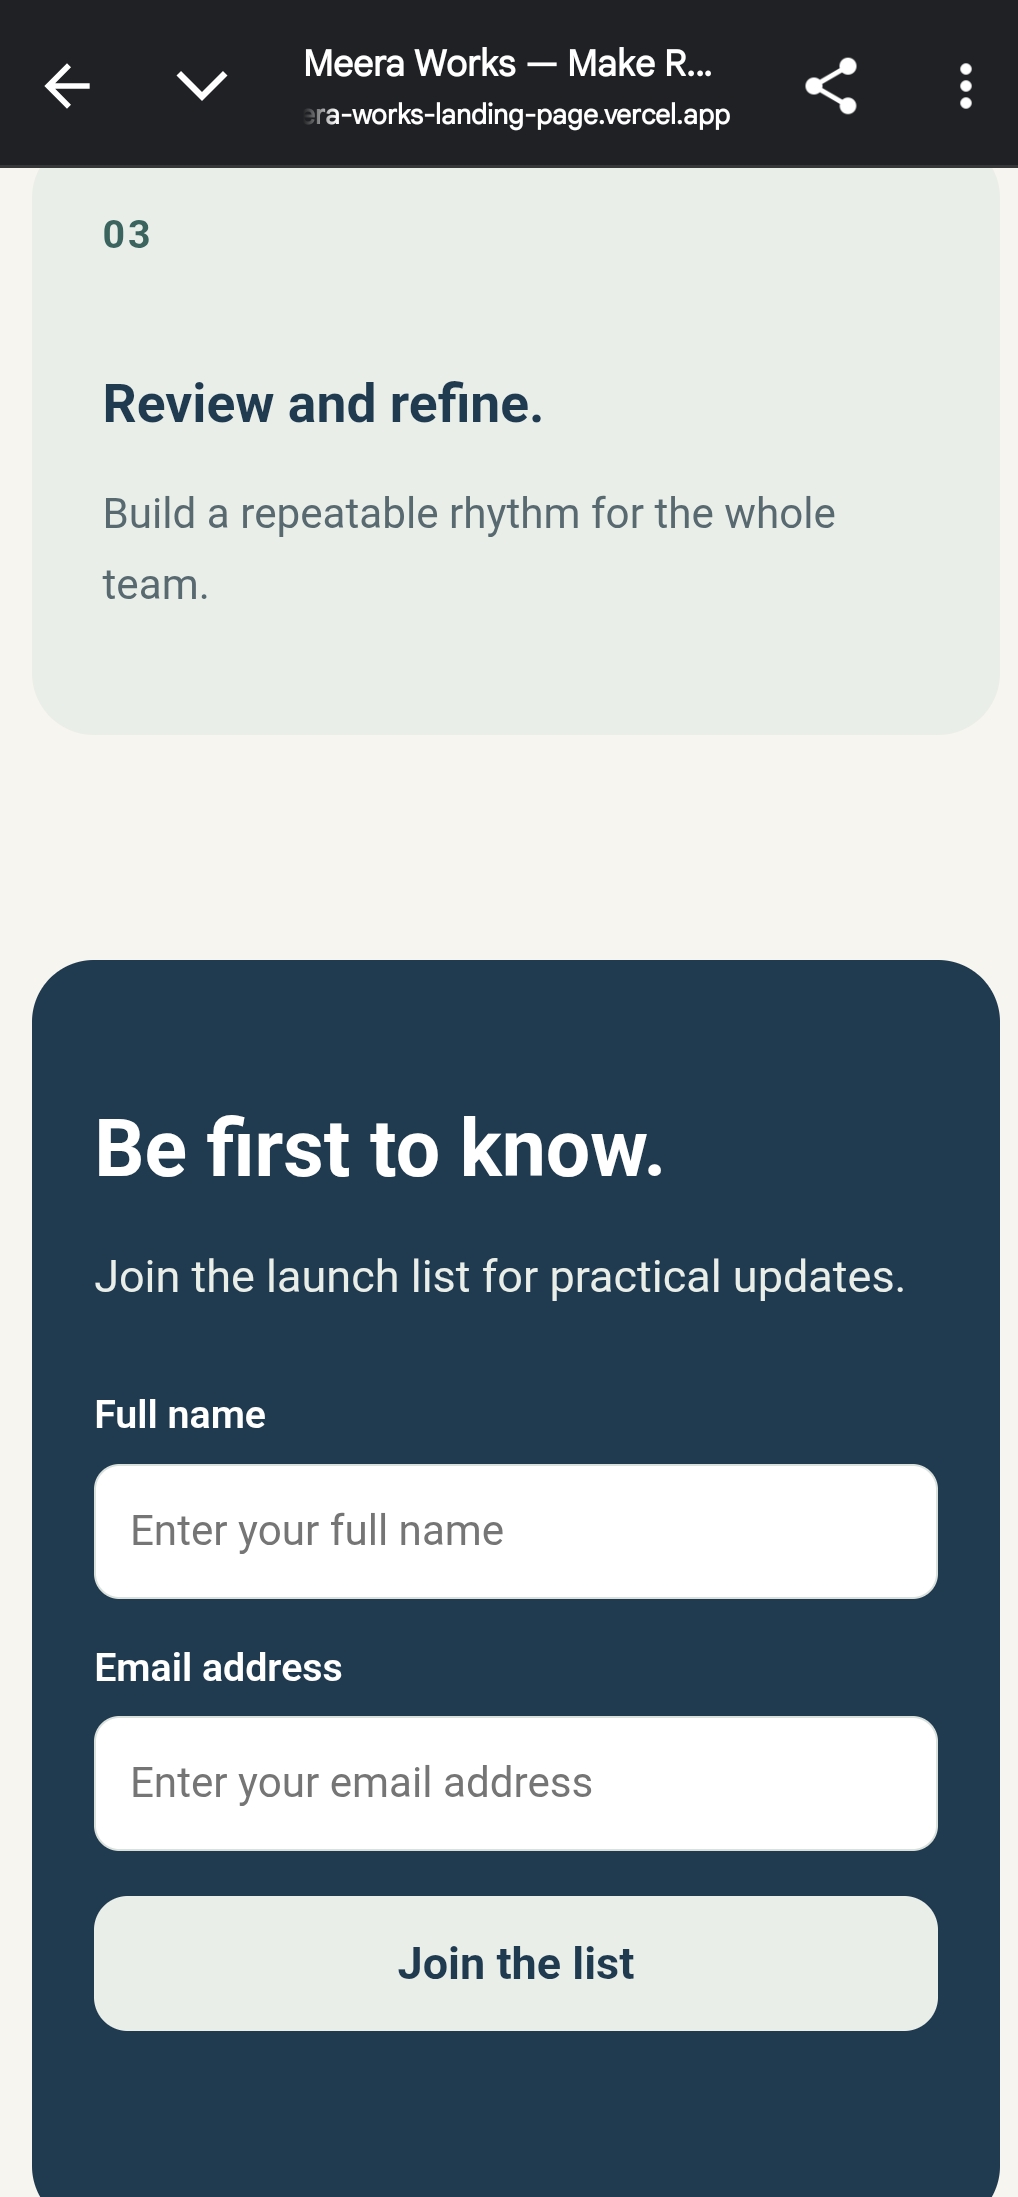 Meera Works — Make R...
era-works-landing-page.vercel.app
03
Review and refine.
Build a repeatable rhythm for the whole
team.
Be first to know.
Join the launch list for practical updates.
Full name
Enter your full name
Email address
Enter your email address
Join the list